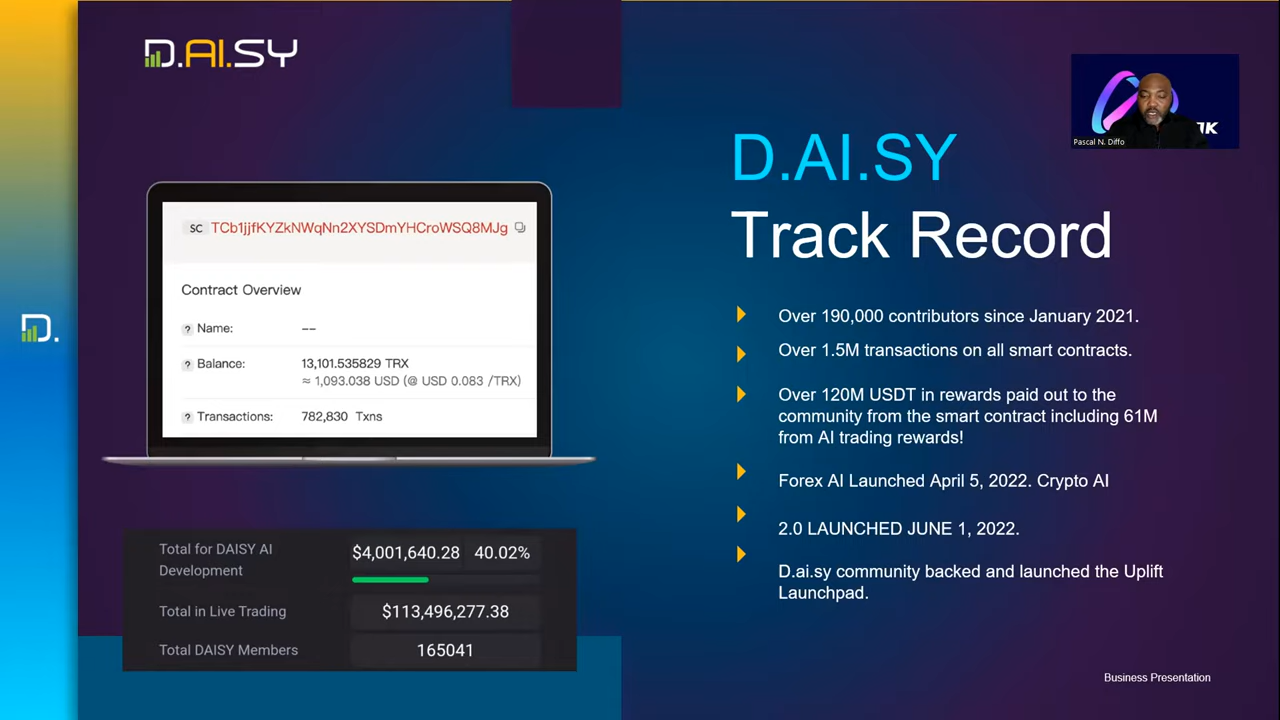 D.AI.SY
SC TCb1jjfKYZkNWqNn2XYSDmYHCroWSQ8MJg
Contract Overview
? Name: --
? Balance: 13,101.535829 TRX
≈ 1,093.038 USD (@ USD 0.083 /TRX)
? Transactions: 782,830 Txns
D.
Total for DAISY AI
Development
$4,001,640.28 40.02%
Total in Live Trading $113,496,277.38
Total DAISY Members 165041
Pascal N. Diffo
D.AI.SY
Track Record
Over 190,000 contributors since January 2021.
Over 1.5M transactions on all smart contracts.
Over 120M USDT in rewards paid out to the
community from the smart contract including 61M
from AI trading rewards!
Forex AI Launched April 5, 2022. Crypto AI
2.0 LAUNCHED JUNE 1, 2022.
D.ai.sy community backed and launched the Uplift
Launchpad.
Business Presentation